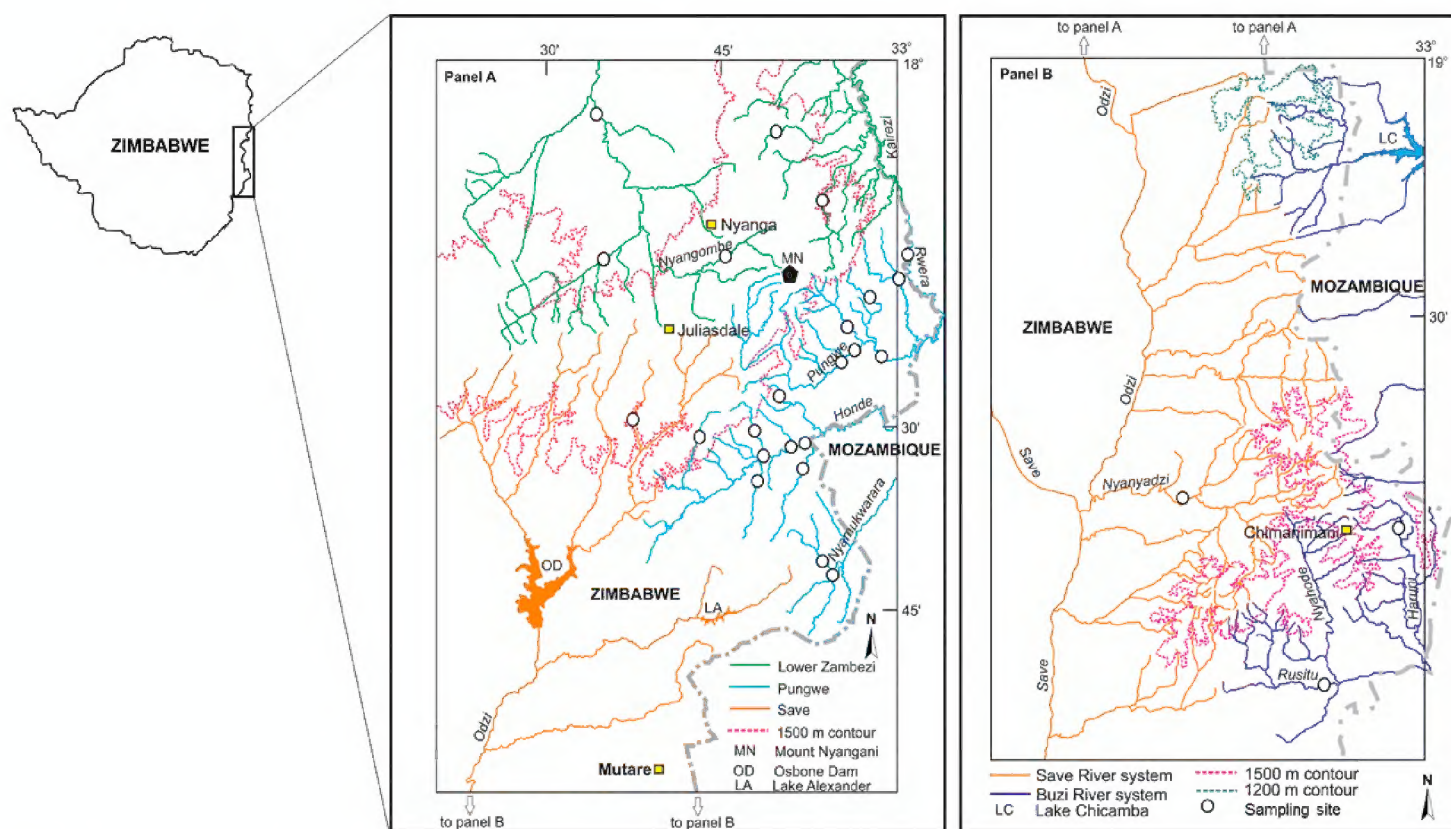 ZIMBABWE
Panel A
30'
45'
33
18°
Kairezi
Nyanga
Nyangombe
MN
Rwera
Juliasdale
Pungwe
Honde
30'
MOZAMBIQUE
Nyamukwarara
OD
ZIMBABWE
LA
45'
N
Odzi
Mutare
Lower Zambezi
Pungwe
Save
1500 m contour
MN Mount Nyangani
OD Osbone Dam
LA Lake Alexander
to panel B
to panel B
to panel A
to panel A
33
19°
Panel B
Odzi
LC
MOZAMBIQUE
ZIMBABWE
30'
Odzi
Save
Nyanyadzi
Chimanimani
Nyahode
Haruni
Rusitu
Save
Save River system
Buzi River system
LC Lake Chicamba
1500 m contour
1200 m contour
Sampling site
N